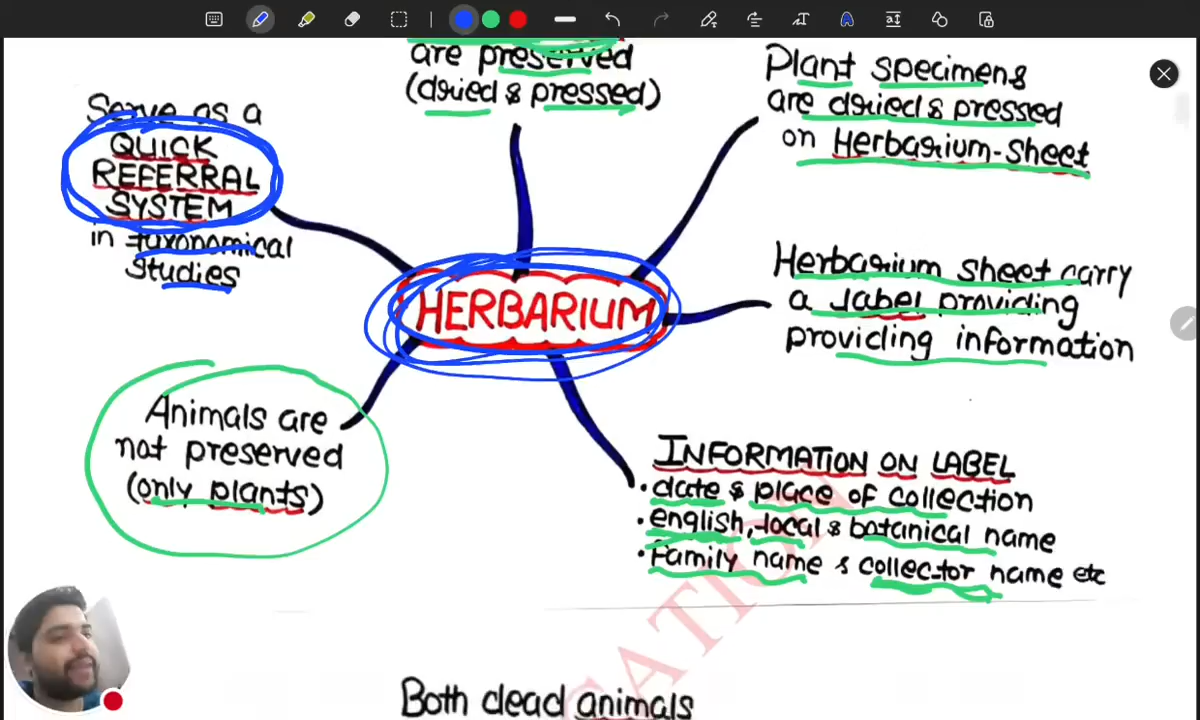 are preserved
(dried & pressed)
Plant specimens
are dried & pressed
on Herbarium-Sheet
Serve as a
QUICK
REFERRAL
SYSTEM
in taxonomical
studies
HERBARIUM
Herbarium sheet carry
a label providing
providing information
Animals are
not preserved
(only plants)
INFORMATION ON LABEL
• date & place of collection
• english, local & botanical name
• Family name & collector name etc
CATION
Both dead animals